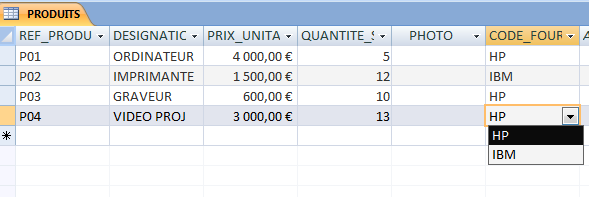 PRODUITS
REF_PRODU DESIGNATIC PRIX_UNITA QUANTITE_S PHOTO CODE_FOUR A
P01 ORDINATEUR 4 000,00 € 5 HP
P02 IMPRIMANTE 1 500,00 € 12 IBM
P03 GRAVEUR 600,00 € 10 HP
P04 VIDEO PROJ 3 000,00 € 13 HP
HP
IBM